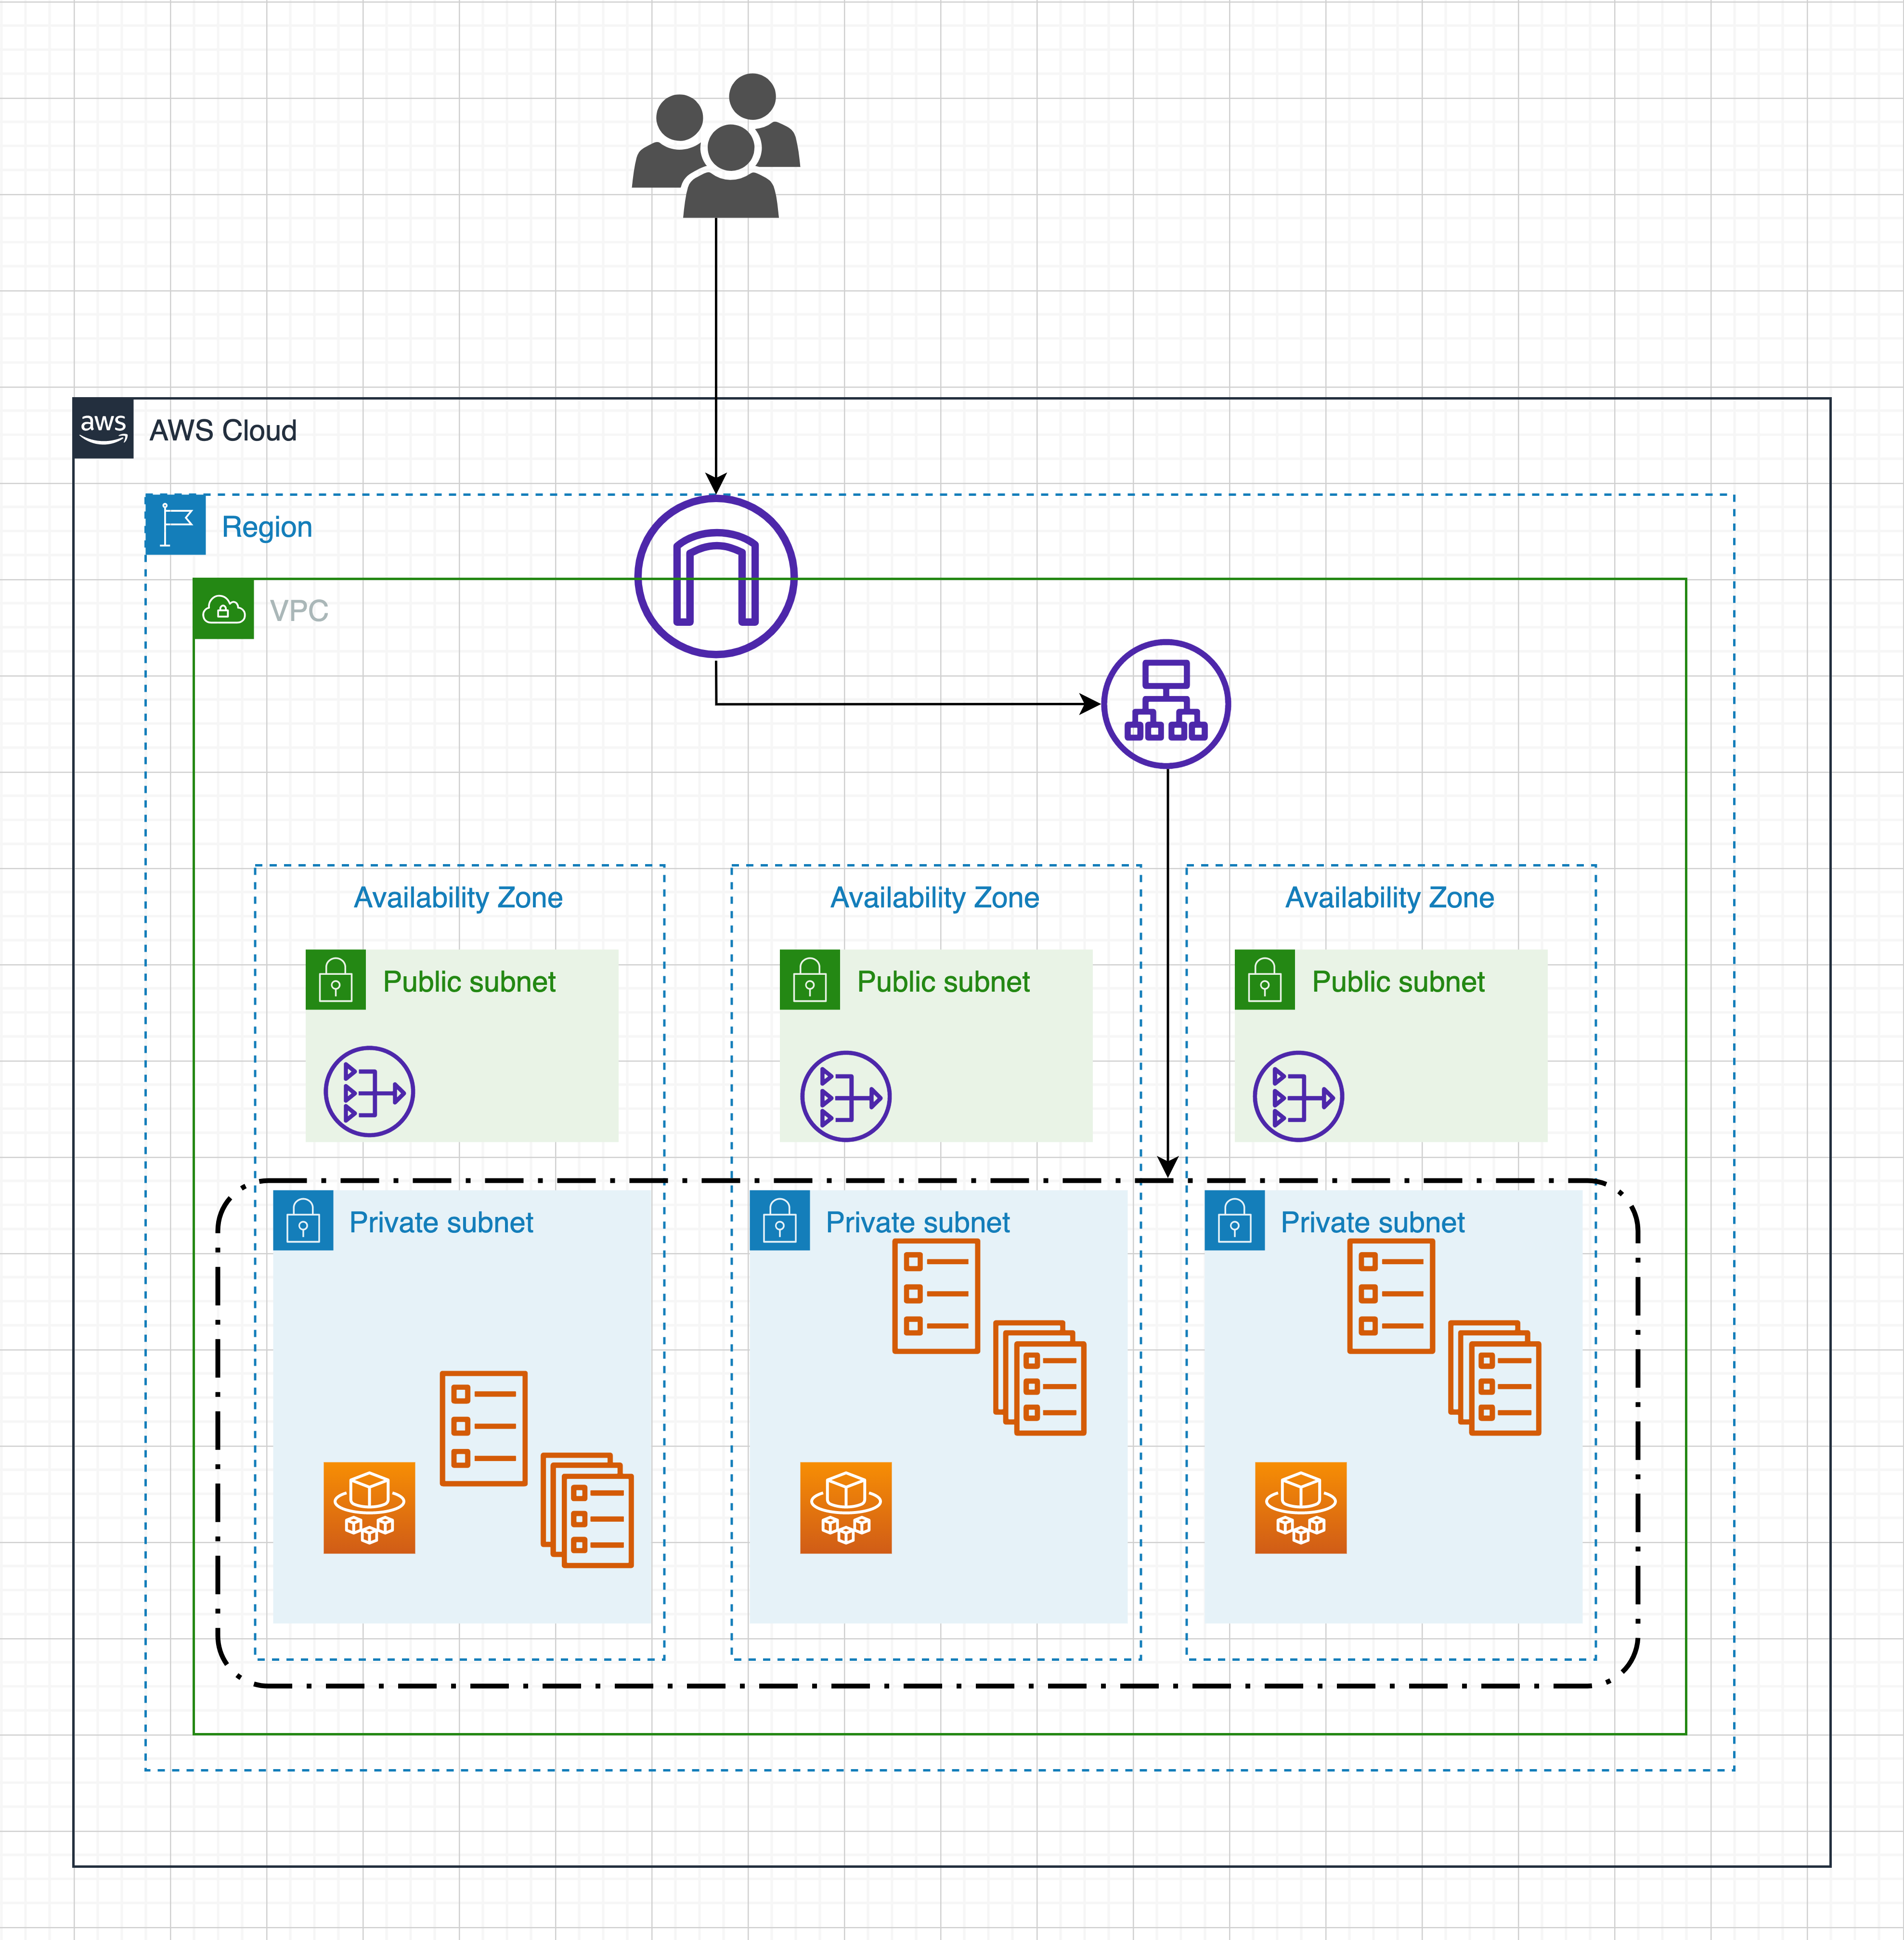 aws
AWS Cloud
Region
VPC
Availability Zone
Availability Zone
Availability Zone
Public subnet
Public subnet
Public subnet
Private subnet
Private subnet
Private subnet